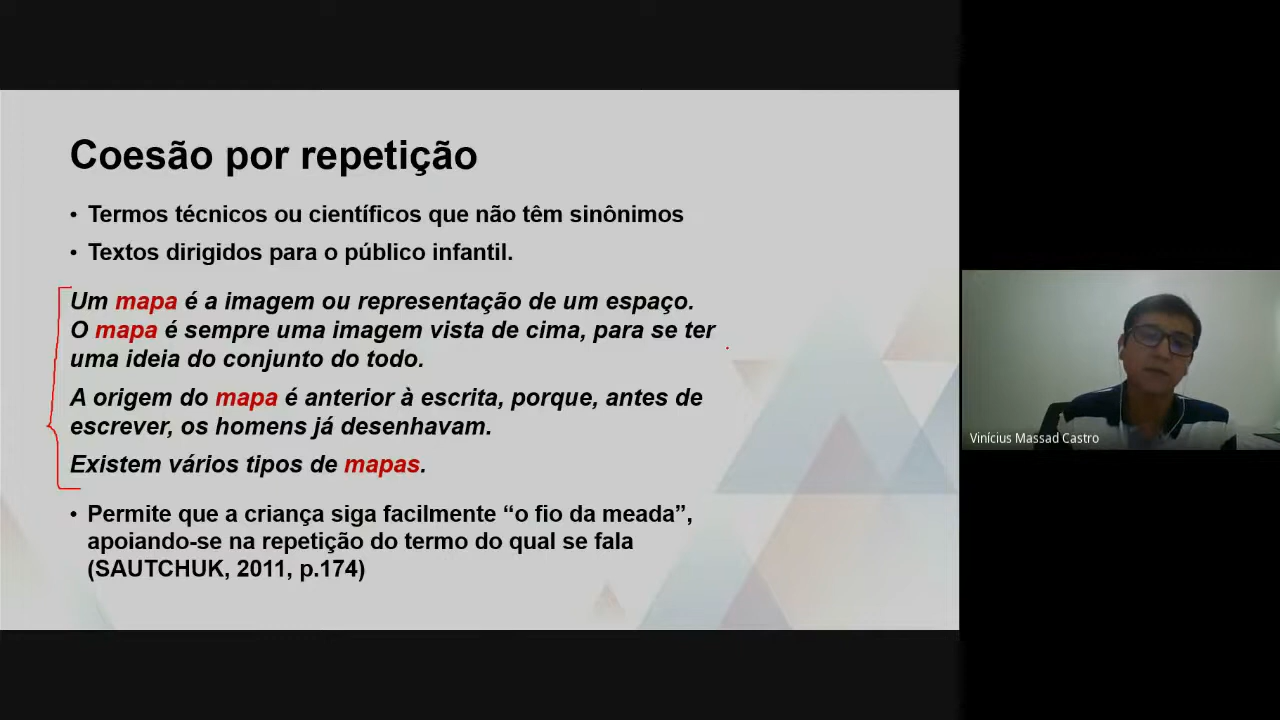 Coesão por repetição
• Termos técnicos ou científicos que não têm sinônimos
• Textos dirigidos para o público infantil.
Um mapa é a imagem ou representação de um espaço.
O mapa é sempre uma imagem vista de cima, para se ter
uma ideia do conjunto do todo.
A origem do mapa é anterior à escrita, porque, antes de
escrever, os homens já desenhavam.
Existem vários tipos de mapas.
• Permite que a criança siga facilmente “o fio da meada”,
apoiando-se na repetição do termo do qual se fala
(SAUTCHUK, 2011, p.174)
Vinícius Massad Castro